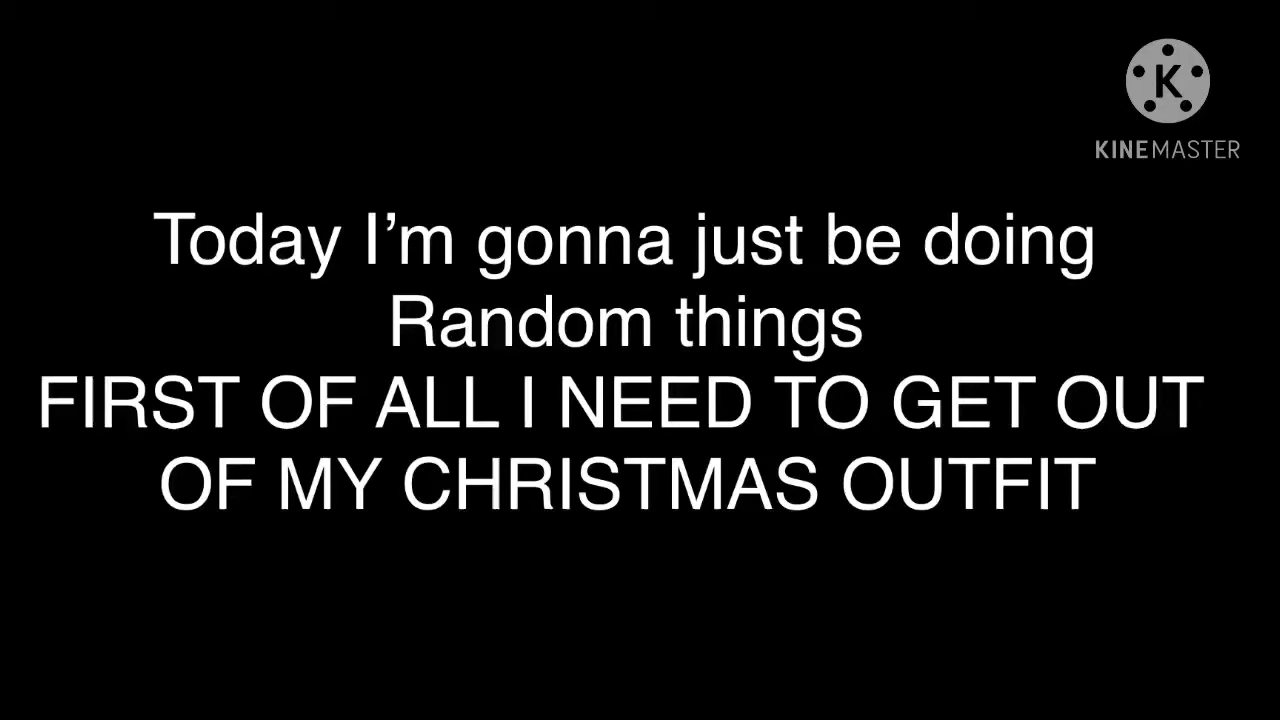 K
KINEMASTER
Today I’m gonna just be doing
Random things
FIRST OF ALL I NEED TO GET OUT
OF MY CHRISTMAS OUTFIT